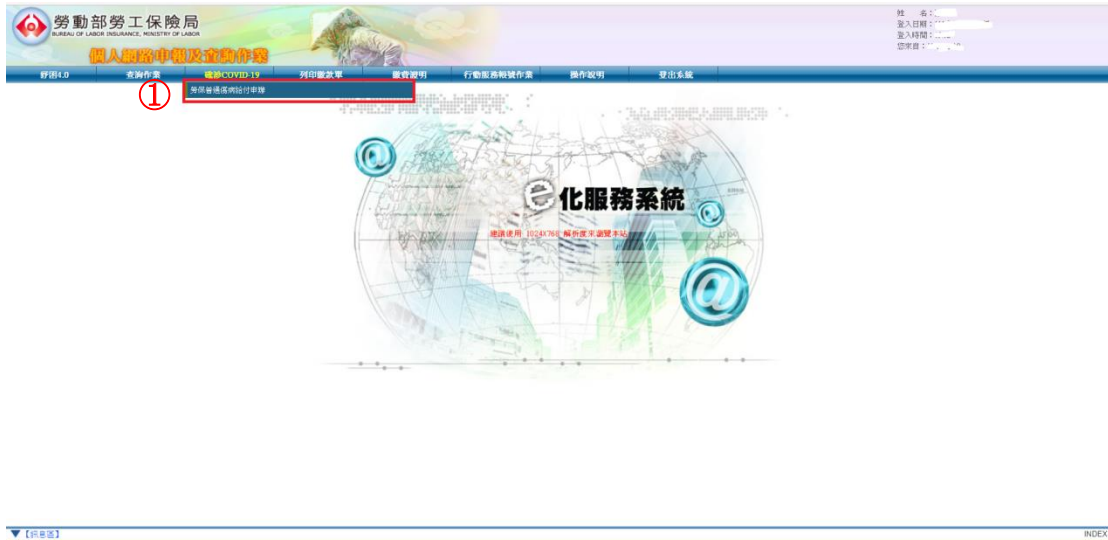 勞動部勞工保險局
BUREAU OF LABOR INSURANCE, MINISTRY OF LABOR
個人網路申報及查詢作業
姓 名：
登入日期：
登入時間：
您來自：
紓困4.0 查詢作業 確診COVID-19 列印繳款單 繳費證明 行動服務帳號作業 操作說明 登出系統
①
勞保普通傷病給付申辦
e化服務系統
建議使用 1024X768 解析度來瀏覽本站
▼【訊息區】
INDEX